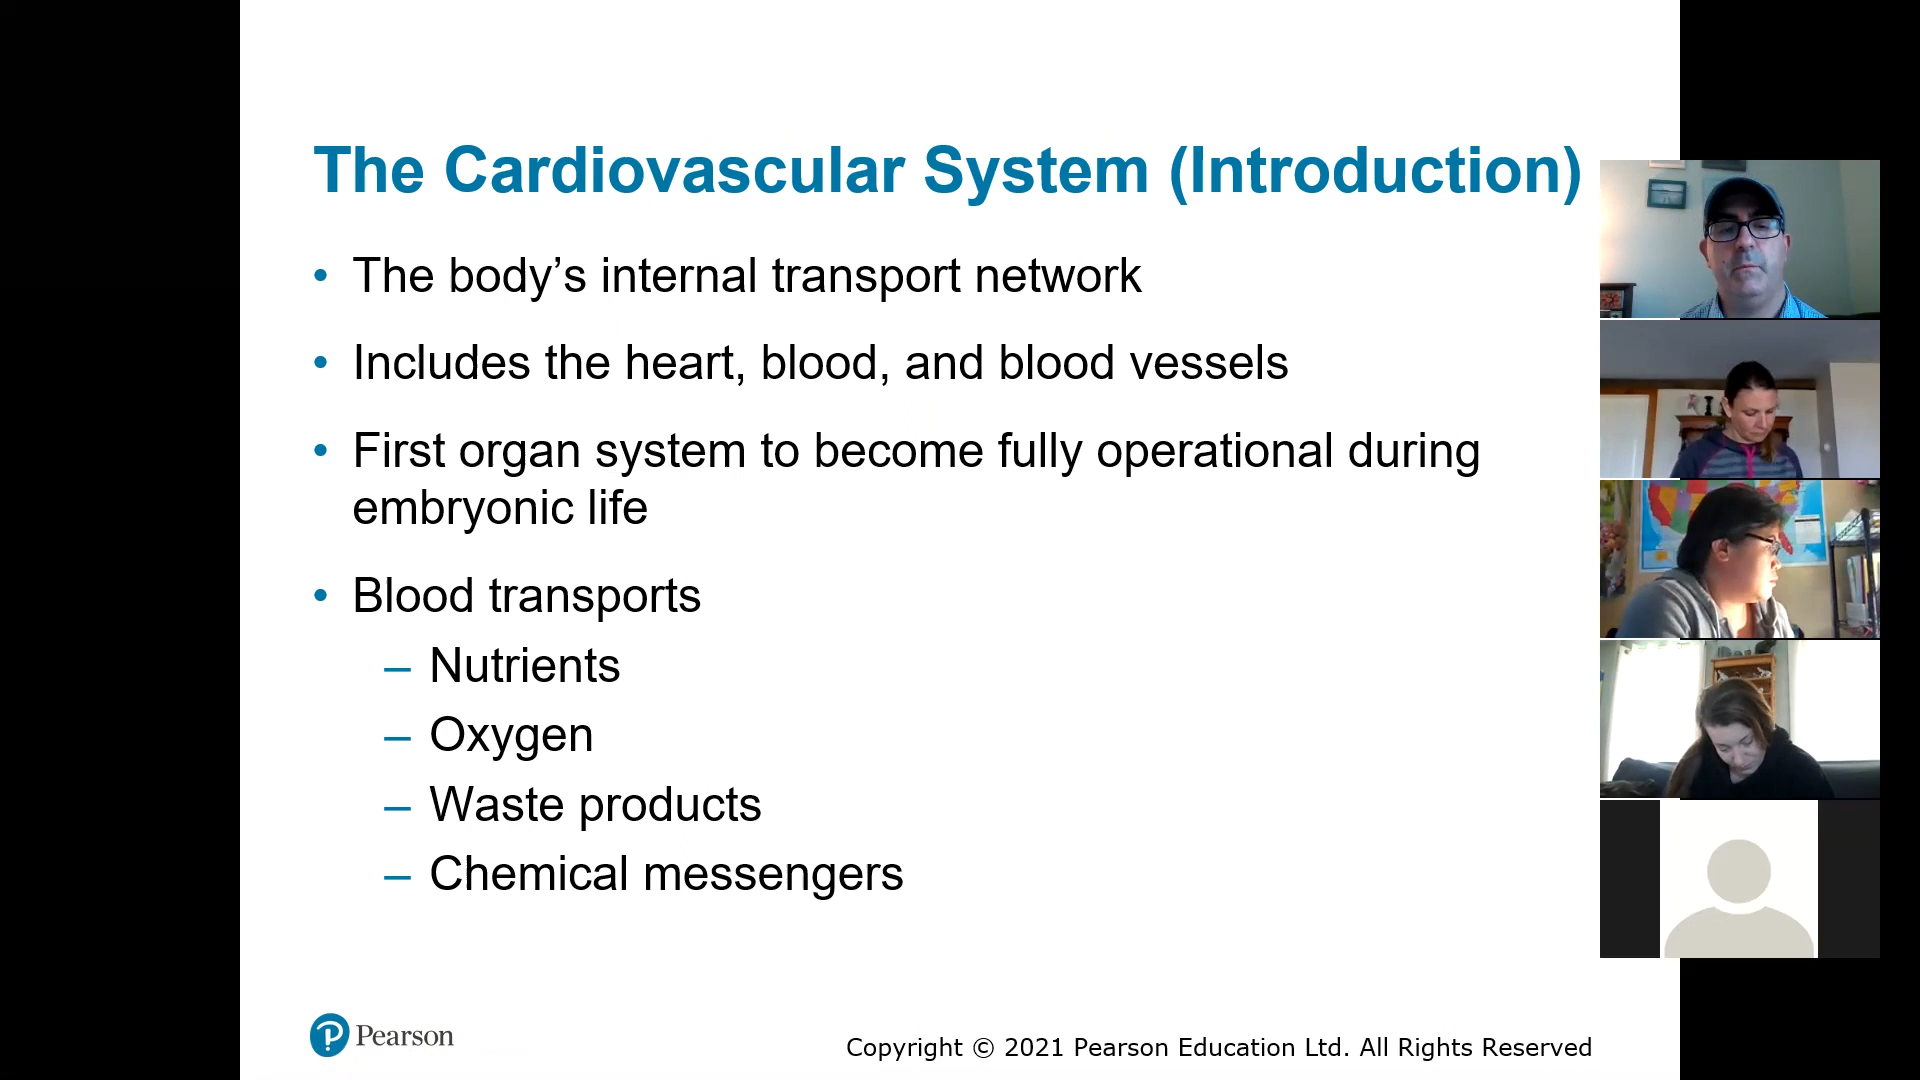 The Cardiovascular System (Introduction)
• The body’s internal transport network
• Includes the heart, blood, and blood vessels
• First organ system to become fully operational during
embryonic life
• Blood transports
– Nutrients
– Oxygen
– Waste products
– Chemical messengers
Pearson
Copyright © 2021 Pearson Education Ltd. All Rights Reserved